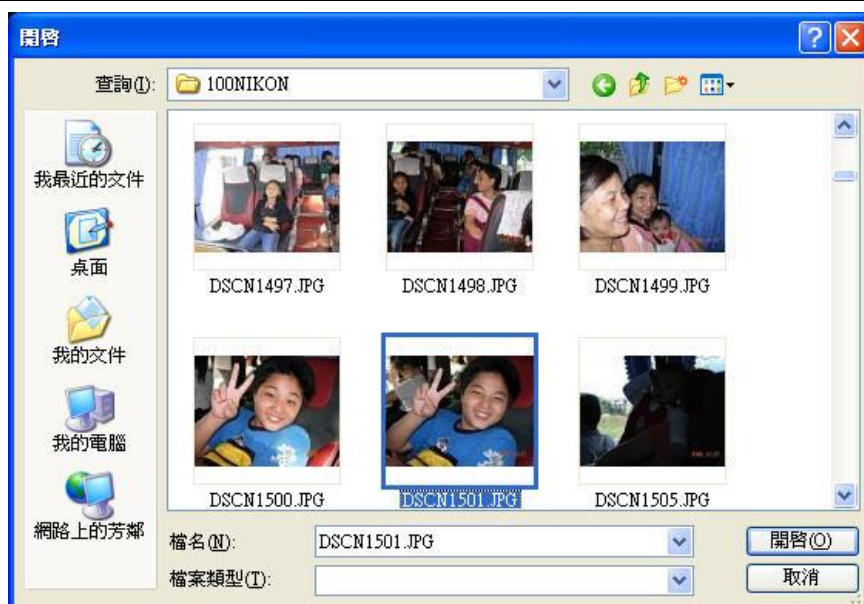 開啓
查詢(I):
100NIKON
我最近的文件
桌面
我的文件
我的電腦
網路上的芳鄰
DSCN1497.JPG
DSCN1498.JPG
DSCN1499.JPG
DSCN1500.JPG
DSCN1501.JPG
DSCN1505.JPG
檔名(N):
DSCN1501.JPG
開啓(O)
檔案類型(T):
取消